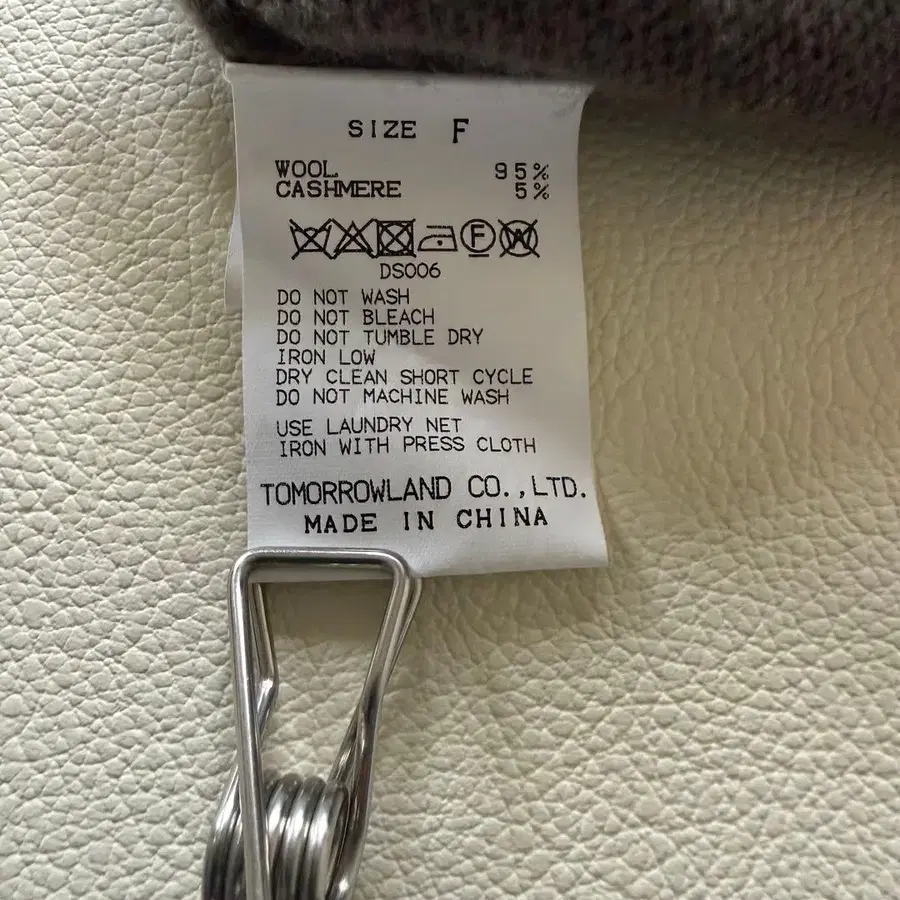 SIZE F
WOOL 95%
CASHMERE 5%
F W
DS006
DO NOT WASH
DO NOT BLEACH
DO NOT TUMBLE DRY
IRON LOW
DRY CLEAN SHORT CYCLE
DO NOT MACHINE WASH
USE LAUNDRY NET
IRON WITH PRESS CLOTH
TOMORROWLAND CO.,LTD.
MADE IN CHINA